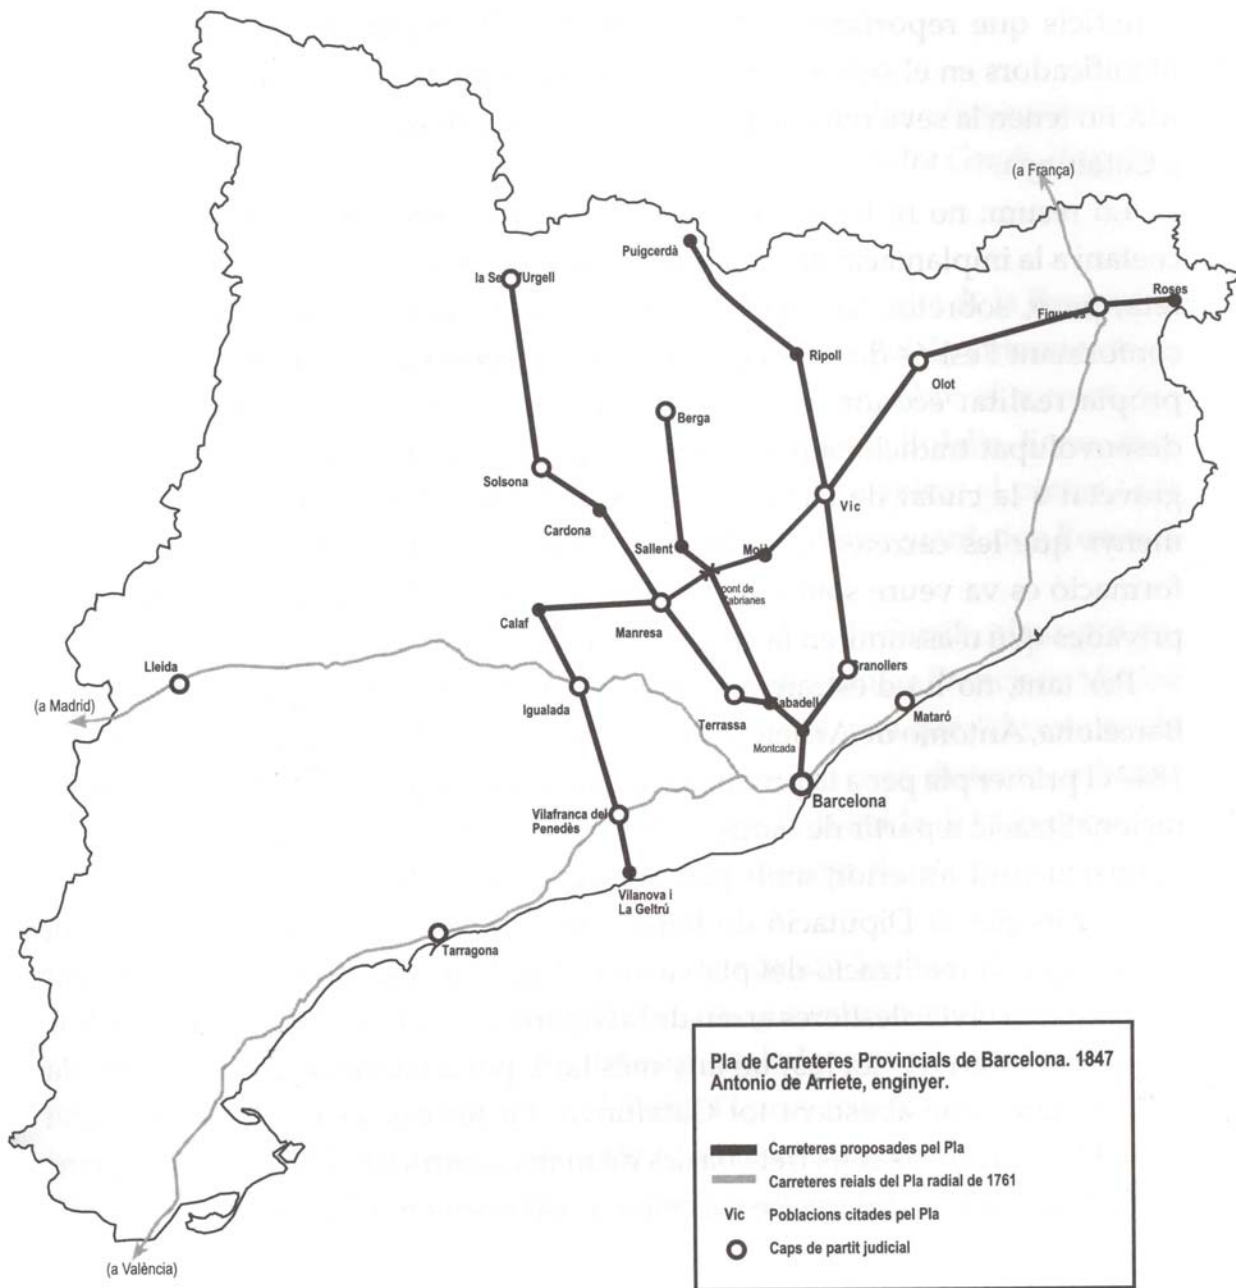 (a França)
Puigcerdà
Roses
Figueres
la Seu d'Urgell
Ripoll
Olot
Berga
Solsona
Vic
Cardona
Sallent
Moià
pont de
Cabrianes
Calaf
Manresa
Lleida
Granollers
(a Madrid)
Igualada
Terrassa
Sabadell
Mataró
Montcada
Barcelona
Vilafranca del
Penedès
Vilanova i
La Geltrú
Tarragona
(a València)
Pla de Carreteres Provincials de Barcelona. 1847
Antonio de Arriete, enginyer.
Carreteres proposades pel Pla
Carreteres reials del Pla radial de 1761
Vic Poblacions citades pel Pla
Caps de partit judicial